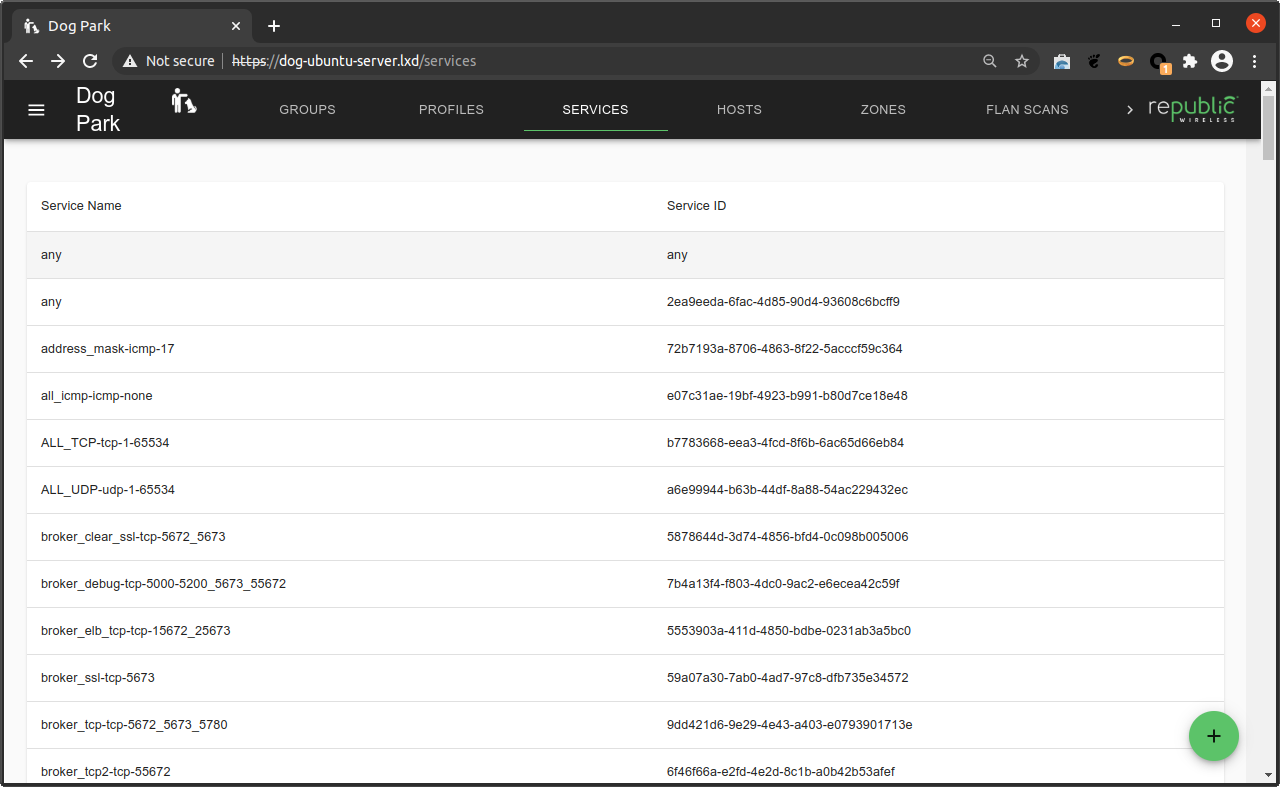 Dog Park
Not secure https://dog-ubuntu-server.lxd/services
1
Dog
Park
GROUPS PROFILES SERVICES HOSTS ZONES FLAN SCANS
republic
WIRELESS
Service Name Service ID
any any
any 2ea9eeda-6fac-4d85-90d4-93608c6bcff9
address_mask-icmp-17 72b7193a-8706-4863-8f22-5acccf59c364
all_icmp-icmp-none e07c31ae-19bf-4923-b991-b80d7ce18e48
ALL_TCP-tcp-1-65534 b7783668-eea3-4fcd-8f6b-6ac65d66eb84
ALL_UDP-udp-1-65534 a6e99944-b63b-44df-8a88-54ac229432ec
broker_clear_ssl-tcp-5672_5673 5878644d-3d74-4856-bfd4-0c098b005006
broker_debug-tcp-5000-5200_5673_55672 7b4a13f4-f803-4dc0-9ac2-e6ecea42c59f
broker_elb_tcp-tcp-15672_25673 5553903a-411d-4850-bdbe-0231ab3a5bc0
broker_ssl-tcp-5673 59a07a30-7ab0-4ad7-97c8-dfb735e34572
broker_tcp-tcp-5672_5673_5780 9dd421d6-9e29-4e43-a403-e0793901713e
broker_tcp2-tcp-55672 6f46f66a-e2fd-4e2d-8c1b-a0b42b53afef